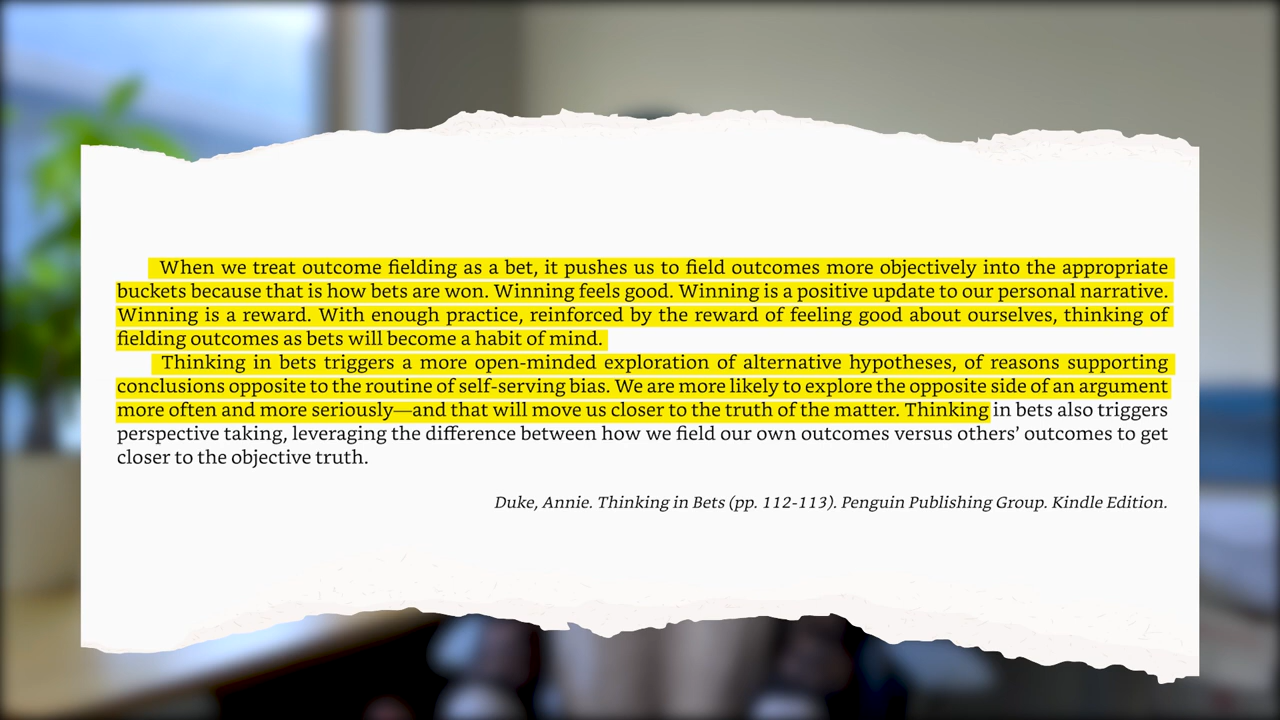 When we treat outcome fielding as a bet, it pushes us to field outcomes more objectively into the appropriate
buckets because that is how bets are won. Winning feels good. Winning is a positive update to our personal narrative.
Winning is a reward. With enough practice, reinforced by the reward of feeling good about ourselves, thinking of
fielding outcomes as bets will become a habit of mind.
Thinking in bets triggers a more open-minded exploration of alternative hypotheses, of reasons supporting
conclusions opposite to the routine of self-serving bias. We are more likely to explore the opposite side of an argument
more often and more seriously—and that will move us closer to the truth of the matter. Thinking in bets also triggers
perspective taking, leveraging the difference between how we field our own outcomes versus others’ outcomes to get
closer to the objective truth.
Duke, Annie. Thinking in Bets (pp. 112-113). Penguin Publishing Group. Kindle Edition.